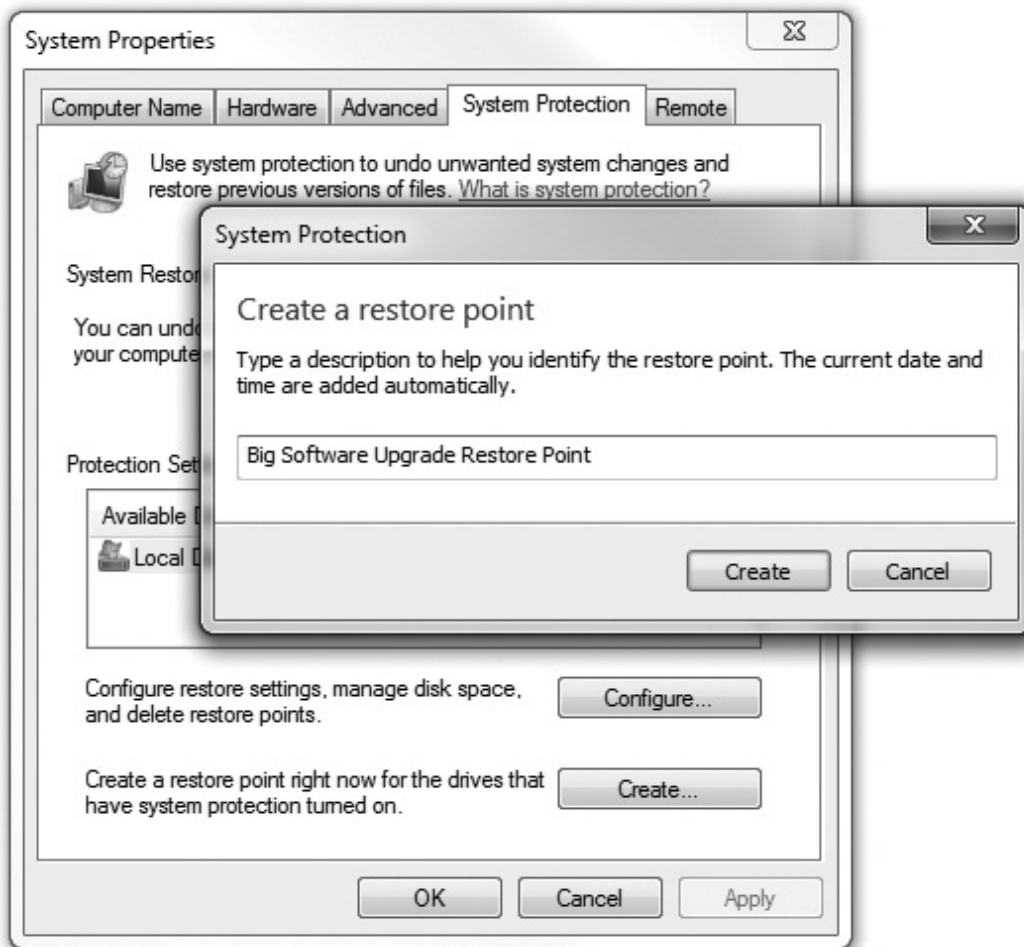 System Properties
Computer Name
Hardware
Advanced
System Protection
Remote
Use system protection to undo unwanted system changes and
restore previous versions of files. What is system protection?
System
You can
your
Protection
Available
Local
System Protection
Create a restore point
Type a description to help you identify the restore point. The current date and
time are added automatically.
Big Software Upgrade Restore Point
Create
Cancel
Configure restore settings, manage disk space,
and delete restore points.
Configure...
Create a restore point right now for the drives that
have system protection turned on.
Create...
OK
Cancel
Apply